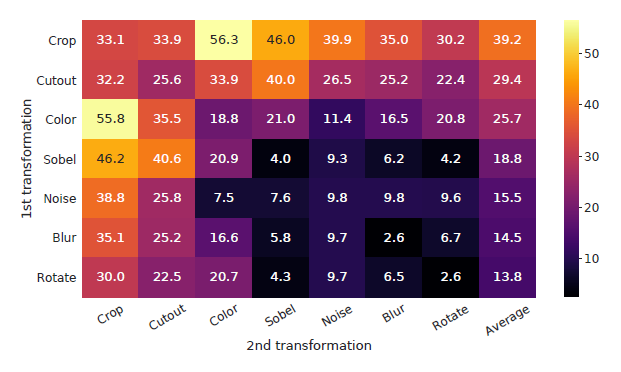 Crop 33.1 33.9 56.3 46.0 39.9 35.0 30.2 39.2
Cutout 32.2 25.6 33.9 40.0 26.5 25.2 22.4 29.4
Color 55.8 35.5 18.8 21.0 11.4 16.5 20.8 25.7
Sobel 46.2 40.6 20.9 4.0 9.3 6.2 4.2 18.8
Noise 38.8 25.8 7.5 7.6 9.8 9.8 9.6 15.5
Blur 35.1 25.2 16.6 5.8 9.7 2.6 6.7 14.5
Rotate 30.0 22.5 20.7 4.3 9.7 6.5 2.6 13.8
Crop Cutout Color Sobel Noise Blur Rotate Average
2nd transformation
1st transformation
50
40
30
20
10